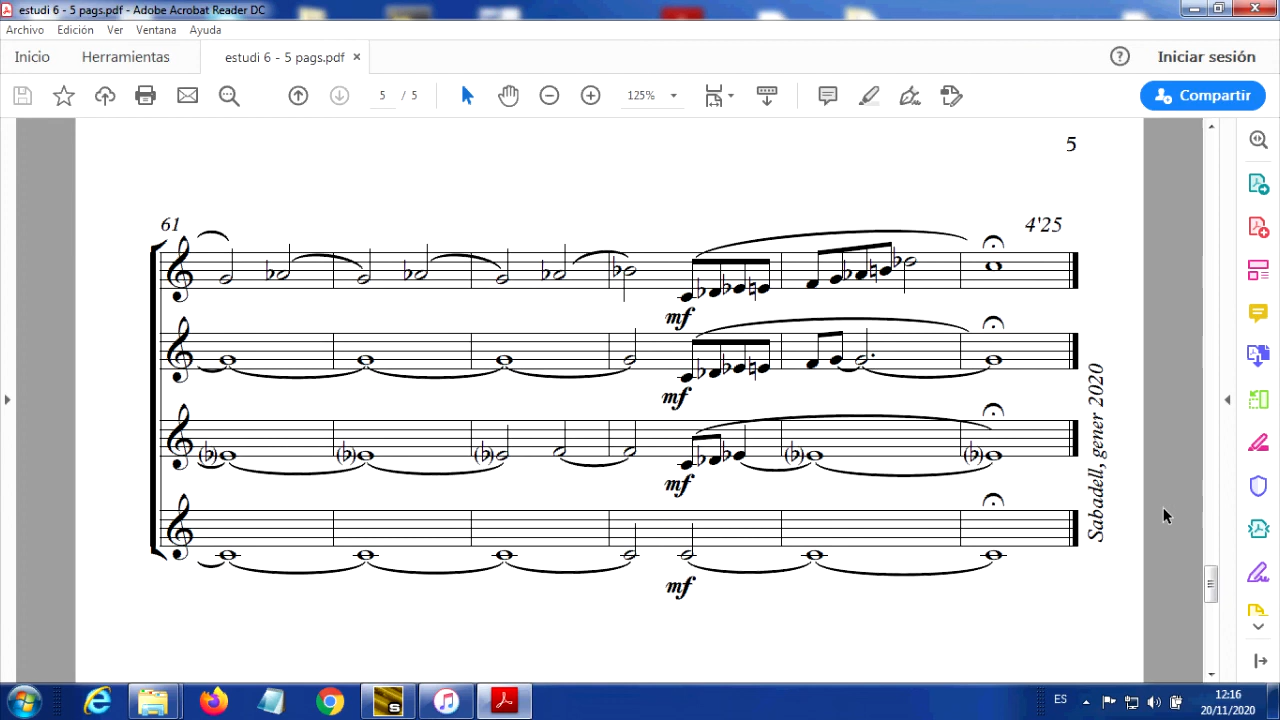 estudi 6 - 5 pags.pdf - Adobe Acrobat Reader DC
Archivo Edición Ver Ventana Ayuda
Inicio Herramientas estudi 6 - 5 pags.pdf × ? Iniciar sesión
5 / 5 125% Compartir
5
61 4'25
mf
mf
mf
mf
Sabadell, gener 2020
ES 12:16
20/11/2020